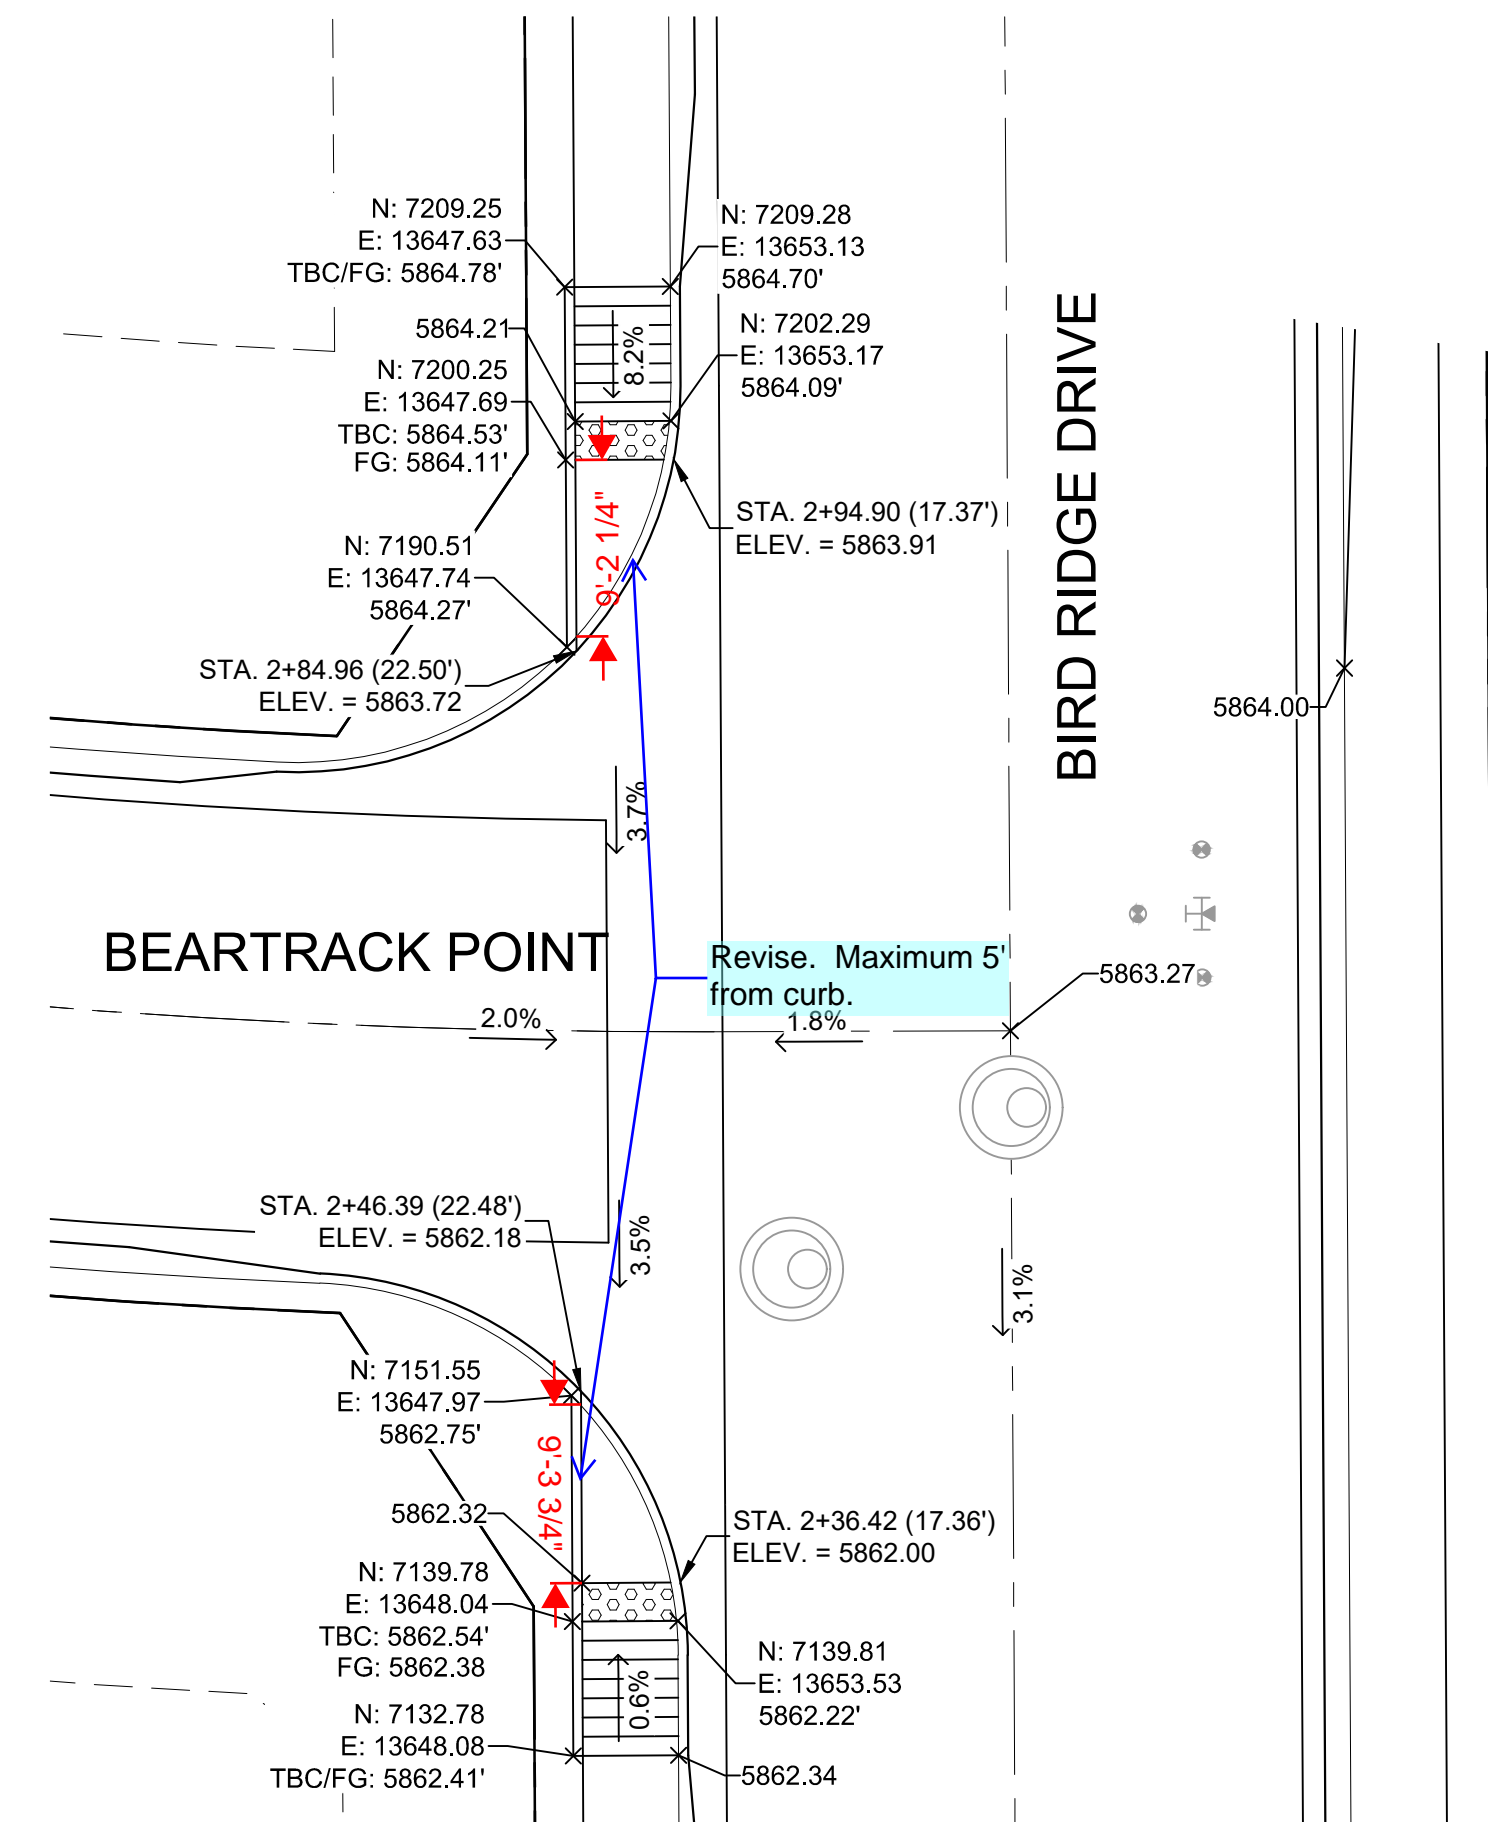 N: 7209.25
E: 13647.63
TBC/FG: 5864.78'
N: 7209.28
E: 13653.13
5864.70'
5864.21
N: 7202.29
E: 13653.17
5864.09'
8.2%
N: 7200.25
E: 13647.69
TBC: 5864.53'
FG: 5864.11'
9'-2 1/4"
STA. 2+94.90 (17.37')
ELEV. = 5863.91
N: 7190.51
E: 13647.74
5864.27'
STA. 2+84.96 (22.50')
ELEV. = 5863.72
BIRD RIDGE DRIVE
5864.00
3.7%
BEARTRACK POINT
Revise.  Maximum 5'
from curb.
5863.27
2.0%
1.8%
STA. 2+46.39 (22.48')
ELEV. = 5862.18
3.5%
3.1%
N: 7151.55
E: 13647.97
5862.75'
9'-3 3/4"
5862.32
STA. 2+36.42 (17.36')
ELEV. = 5862.00
N: 7139.78
E: 13648.04
TBC: 5862.54'
FG: 5862.38
N: 7139.81
E: 13653.53
5862.22'
0.6%
N: 7132.78
E: 13648.08
TBC/FG: 5862.41'
5862.34